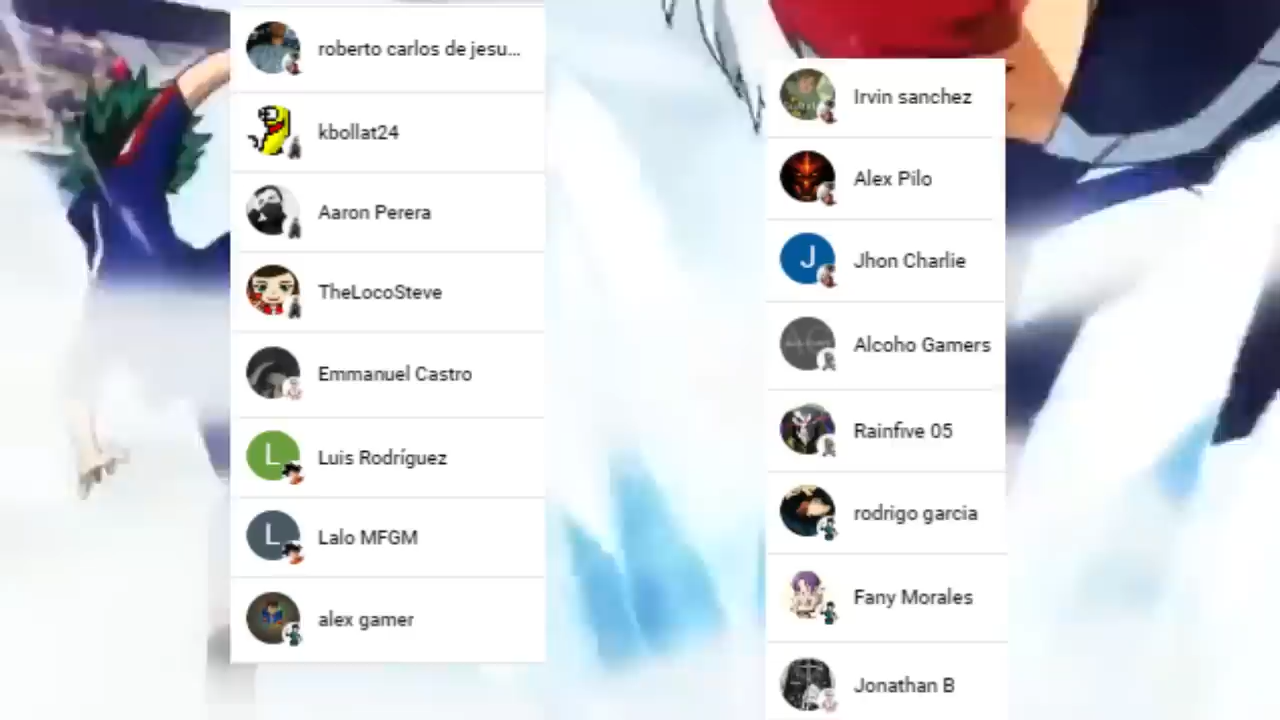 roberto carlos de jesu...
kbollat24
Aaron Perera
TheLocoSteve
Emmanuel Castro
L
Luis Rodríguez
L
Lalo MFGM
alex gamer
Irvin sanchez
Alex Pilo
J
Jhon Charlie
Alcoho Gamers
Rainfive 05
rodrigo garcia
Fany Morales
Jonathan B